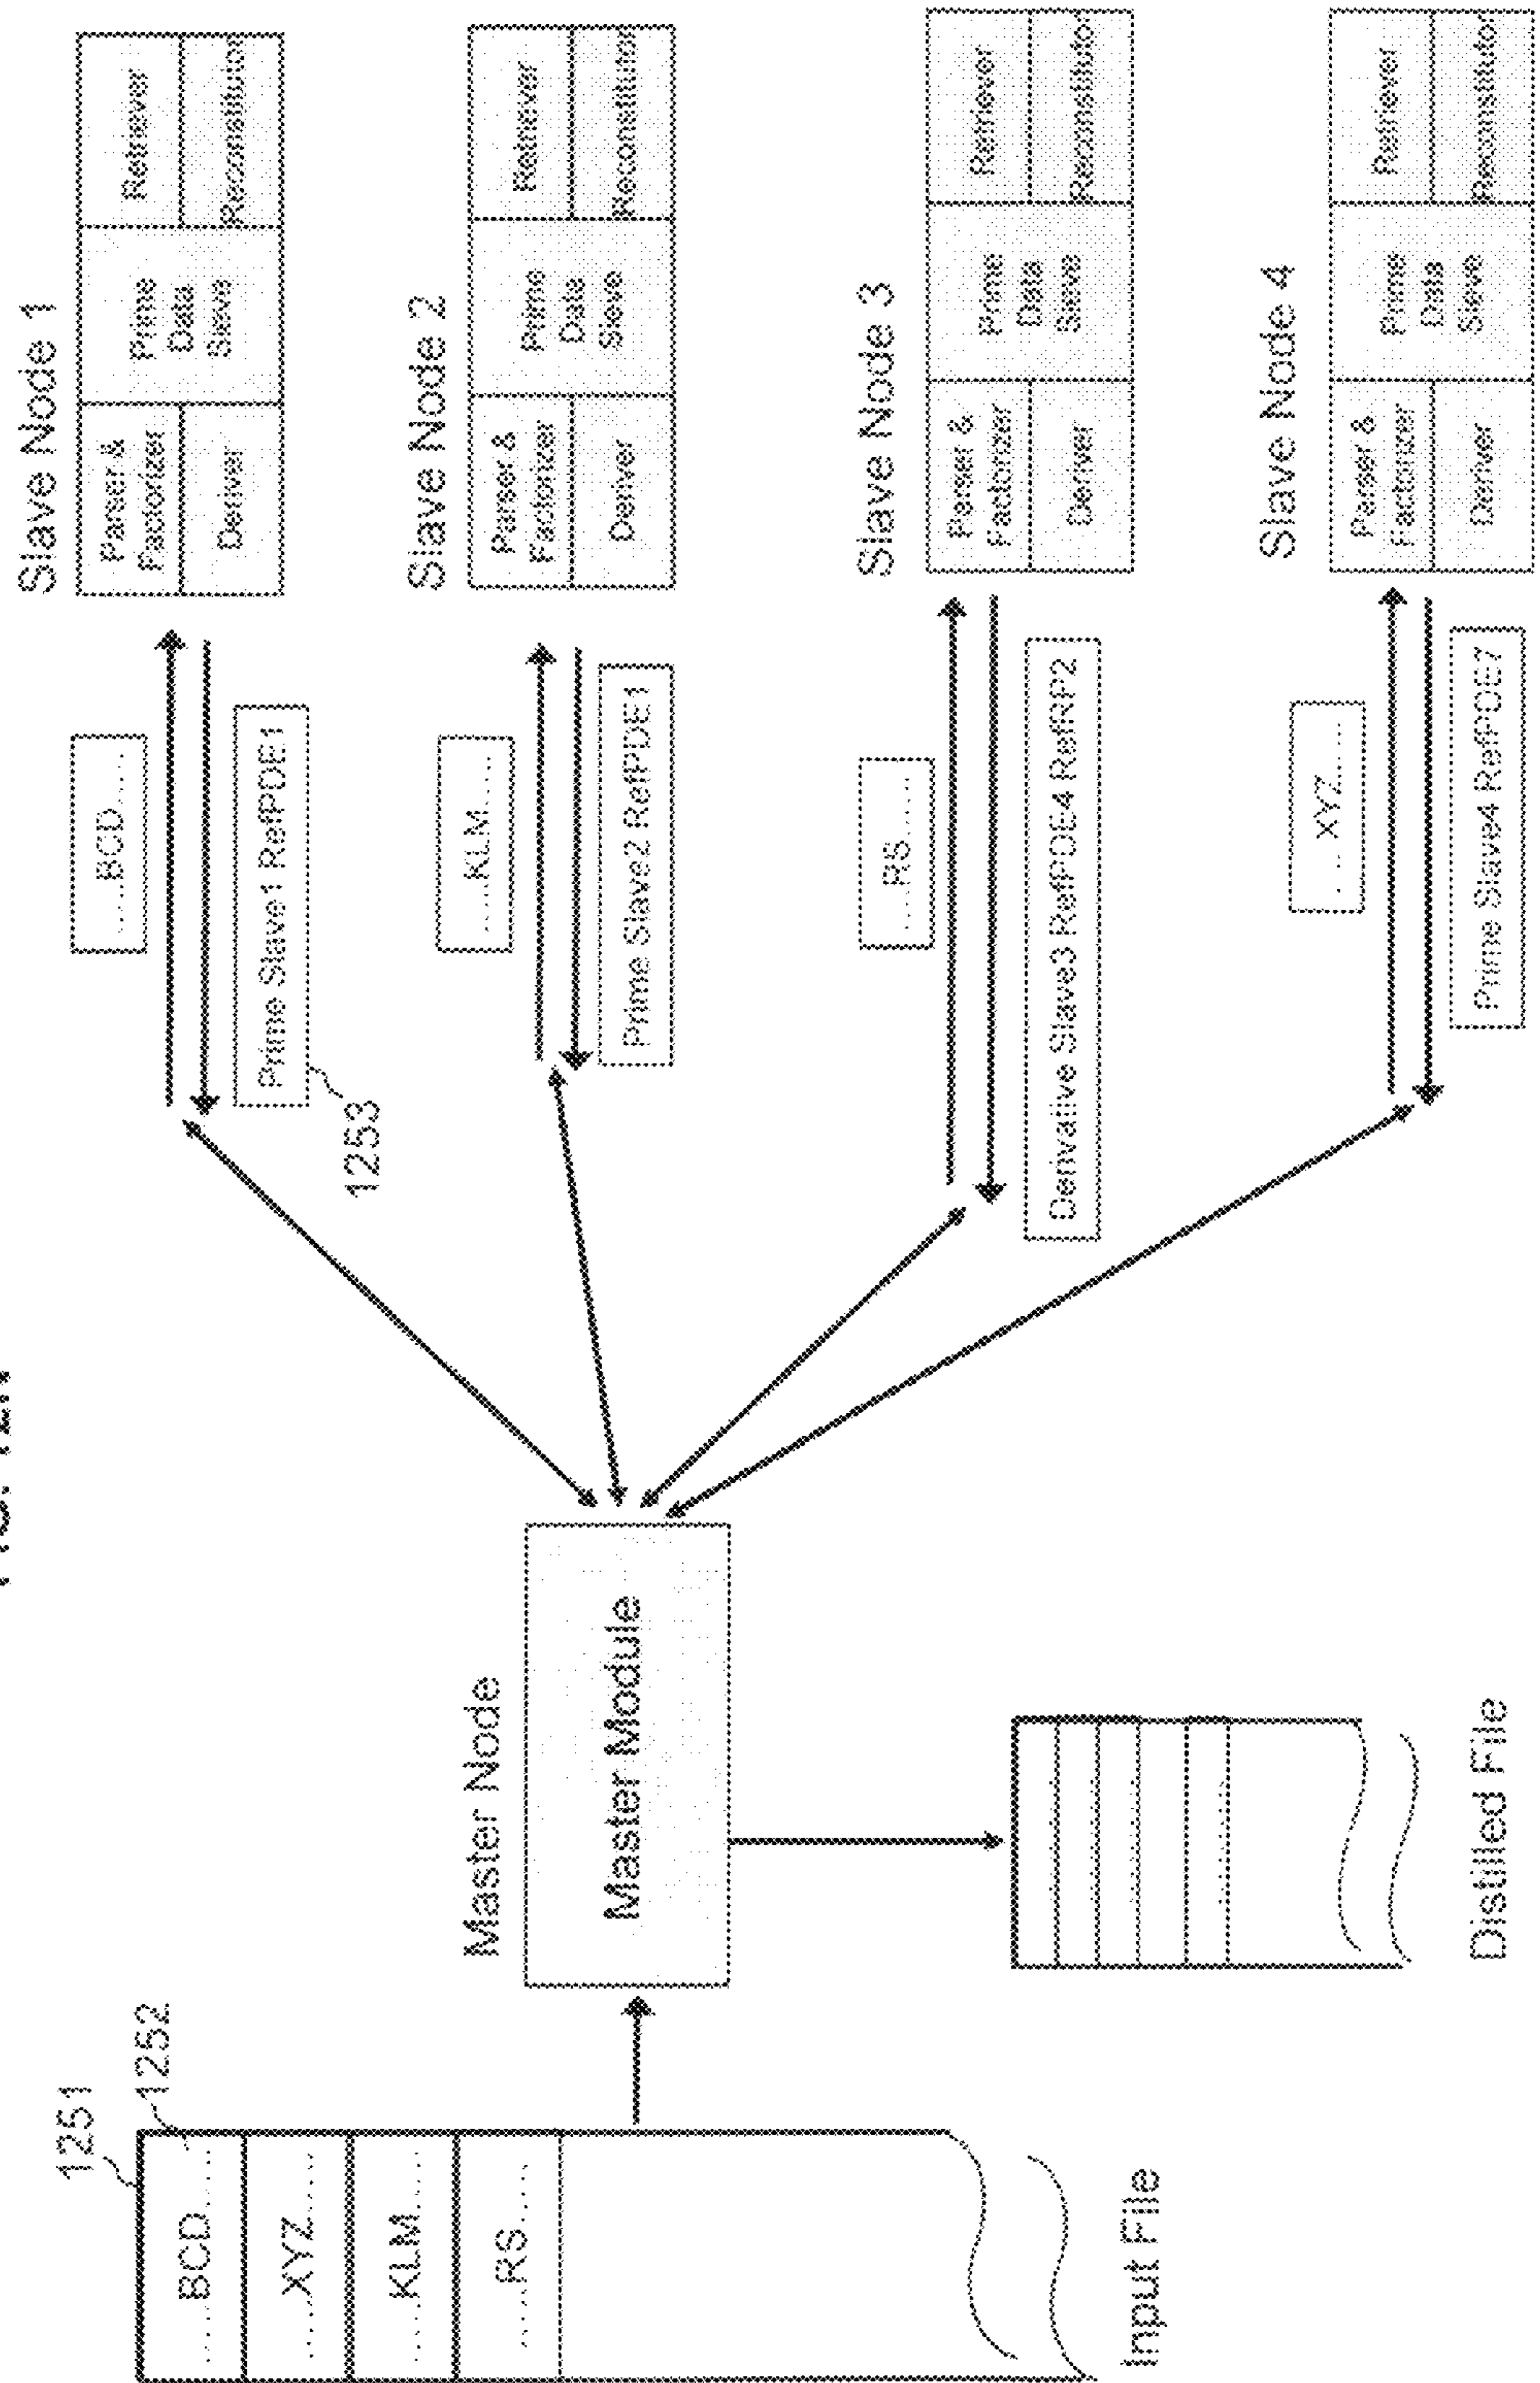 1251
1252
.....BCD......
.....XYZ......
.....KLM......
.....RS......
Input File
Master Node
Master Module
Distilled File
.....BCD......
Prime Slave1 RefPDE1
1253
.....KLM......
Prime Slave2 RefPDE1
.....RS......
Derivative Slave3 RefPDE4 RefRP2
.... XYZ......
Prime Slave4 RefPDE7
Slave Node 1
Parser &
Factorizer
Deriver
Prime
Data
Sieve
Retriever
Reconstitutor
Slave Node 2
Parser &
Factorizer
Deriver
Prime
Data
Sieve
Retriever
Reconstitutor
Slave Node 3
Parser &
Factorizer
Deriver
Prime
Data
Sieve
Retriever
Reconstitutor
Slave Node 4
Parser &
Factorizer
Deriver
Prime
Data
Sieve
Retriever
Reconstitutor